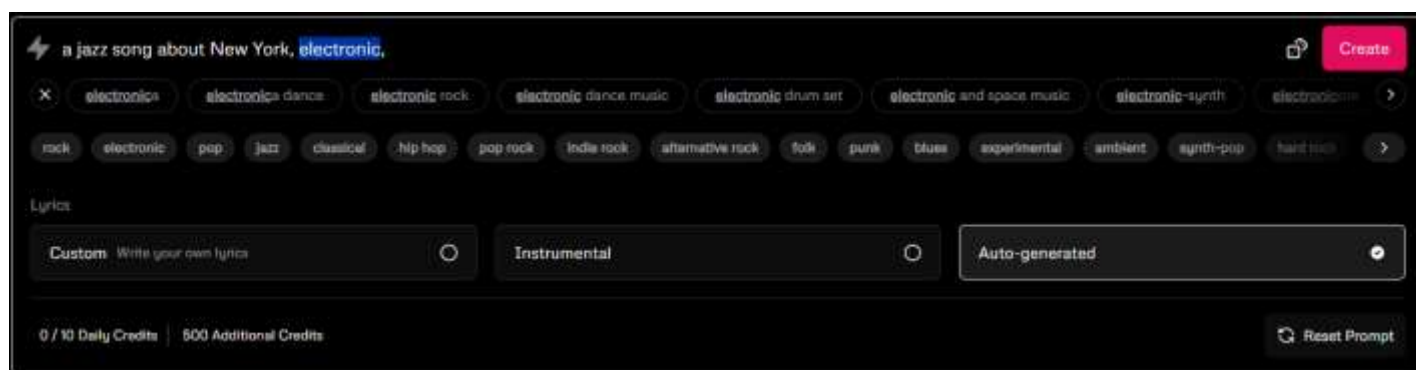 a jazz song about New York, electronic,
Create
electronica electronica dance electronic rock electronic dance music electronic drum set electronic and space music electronic-synth
rock electronic pop jazz classical hip hop pop rock indie rock alternative rock folk punk blues experimental ambient synth-pop hard rock
Lyrics
Custom Write your own lyrics Instrumental Auto-generated
0 / 10 Daily Credits 500 Additional Credits Reset Prompt